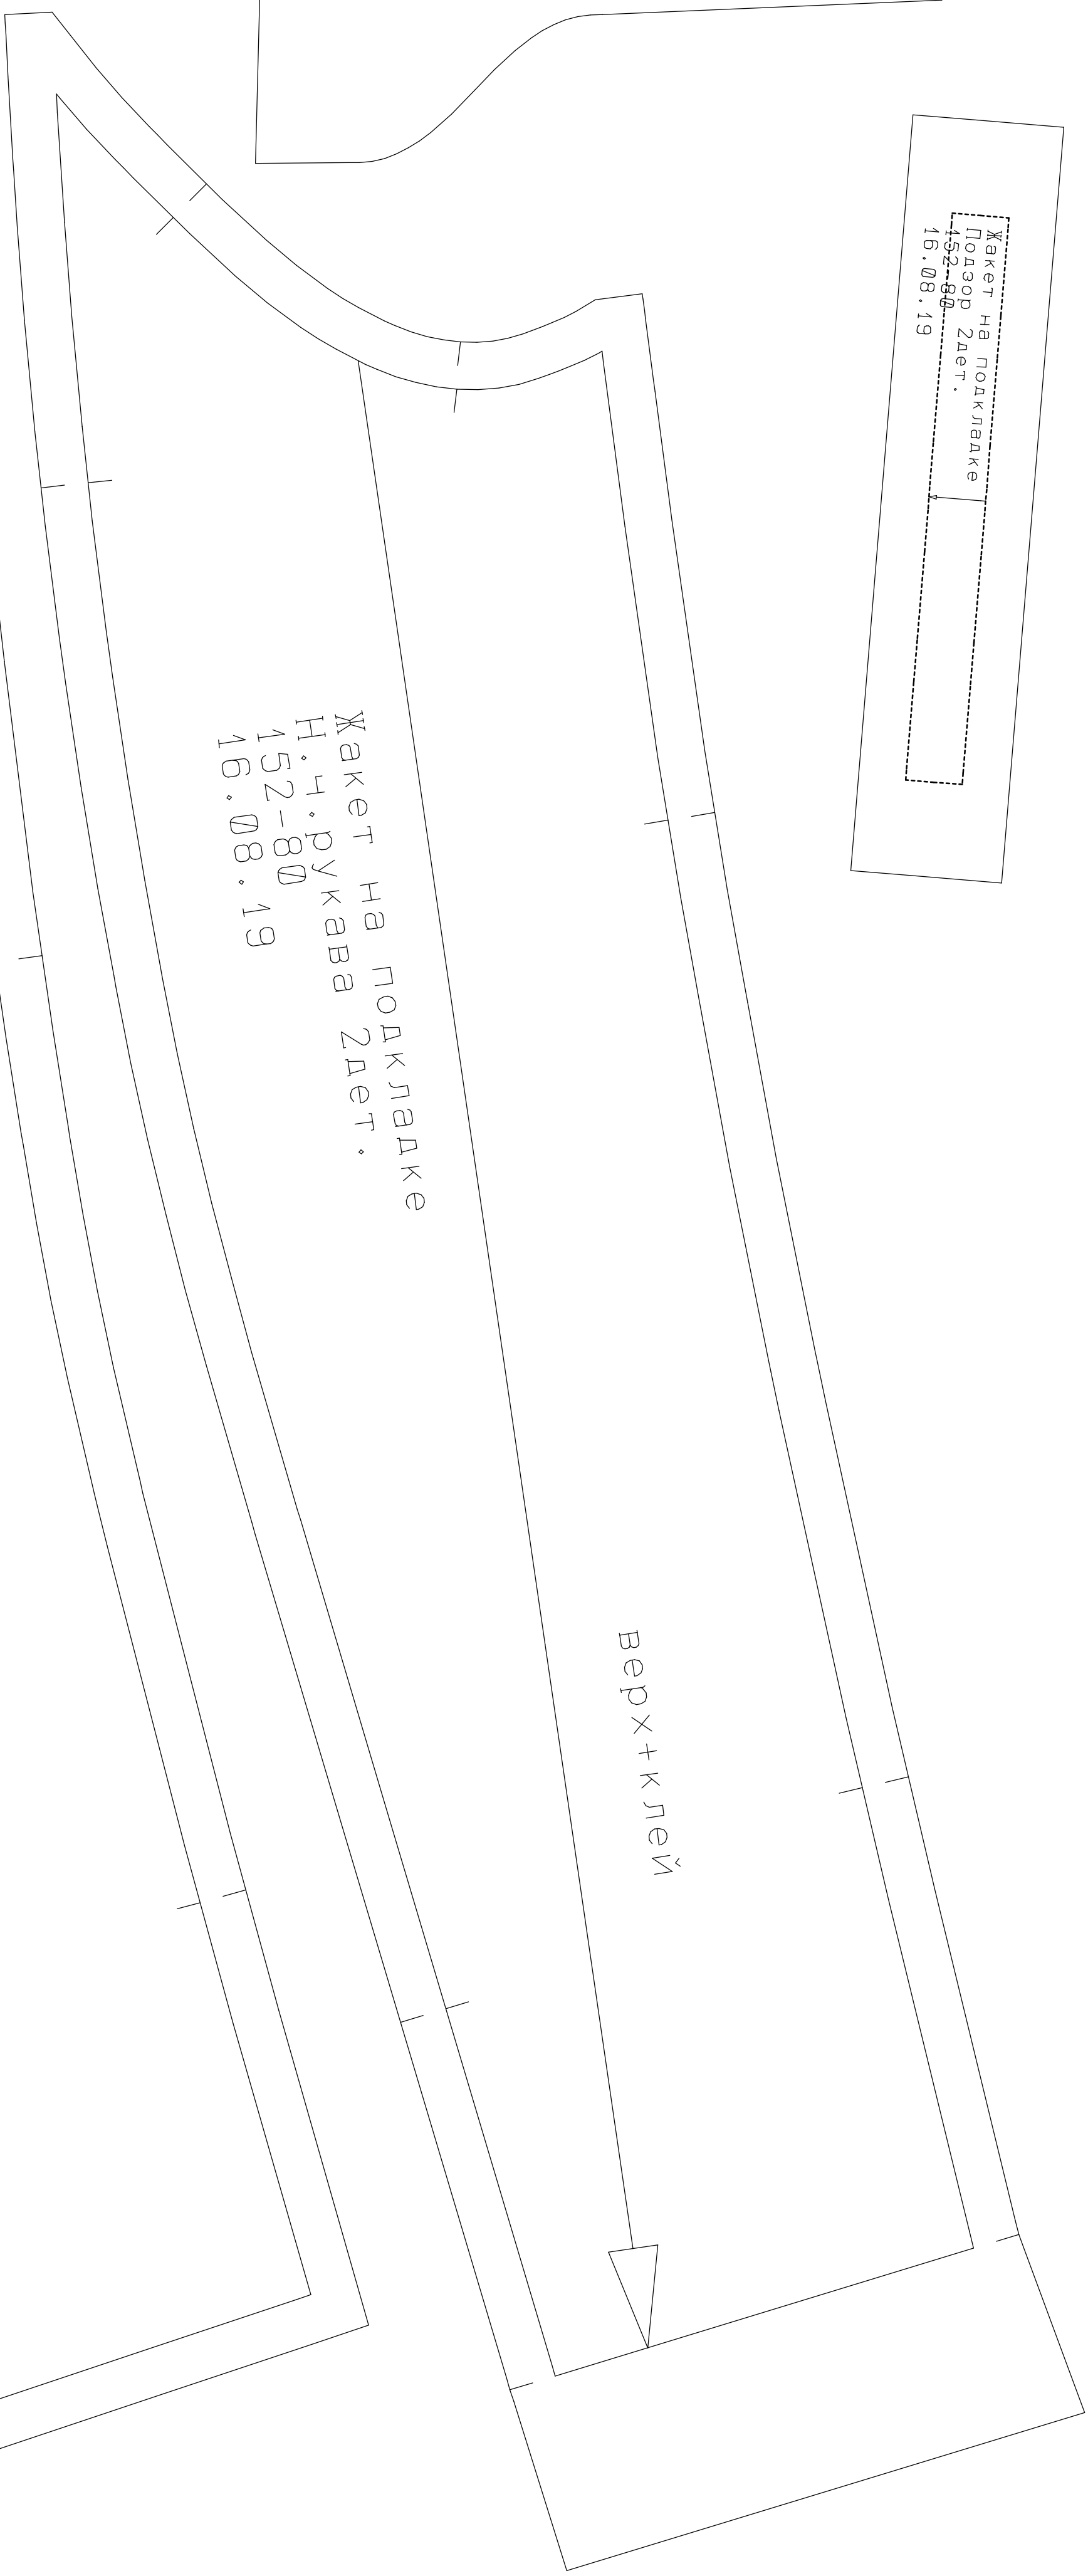 Жакет на подкладке
Подзор 2дет.
152-80
16.08.19
Жакет на подкладке
Н.ч.рукава 2дет.
152-80
16.08.19
верх+клей